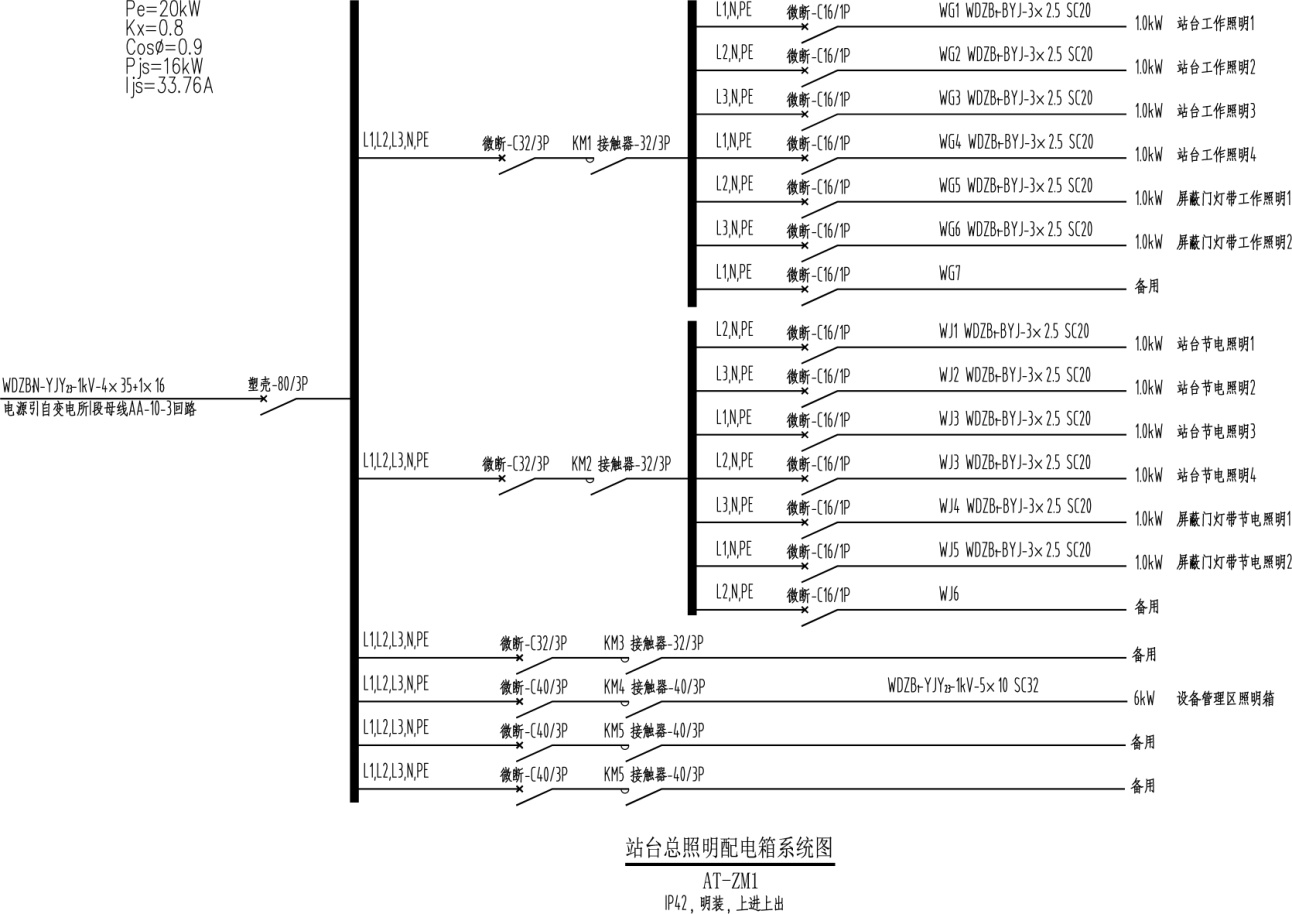 Pe=20kW
Kx=0.8
CosØ=0.9
Pjs=16kW
Ijs=33.76A
L1,N,PE 微断-C16/1P WG1 WDZB₁-BYJ-3×2.5 SC20 1.0kW 站台工作照明1
L2,N,PE 微断-C16/1P WG2 WDZB₁-BYJ-3×2.5 SC20 1.0kW 站台工作照明2
L3,N,PE 微断-C16/1P WG3 WDZB₁-BYJ-3×2.5 SC20 1.0kW 站台工作照明3
L1,L2,L3,N,PE 微断-C32/3P KM1 接触器-32/3P L1,N,PE 微断-C16/1P WG4 WDZB₁-BYJ-3×2.5 SC20 1.0kW 站台工作照明4
L2,N,PE 微断-C16/1P WG5 WDZB₁-BYJ-3×2.5 SC20 1.0kW 屏蔽门灯带工作照明1
L3,N,PE 微断-C16/1P WG6 WDZB₁-BYJ-3×2.5 SC20 1.0kW 屏蔽门灯带工作照明2
L1,N,PE 微断-C16/1P WG7 备用
L2,N,PE 微断-C16/1P WJ1 WDZB₁-BYJ-3×2.5 SC20 1.0kW 站台节电照明1
WDZBN-YJY₂₃-1kV-4×35+1×16 塑壳-80/3P L3,N,PE 微断-C16/1P WJ2 WDZB₁-BYJ-3×2.5 SC20 1.0kW 站台节电照明2
电源引自变电所I段母线AA-10-3回路
L1,N,PE 微断-C16/1P WJ3 WDZB₁-BYJ-3×2.5 SC20 1.0kW 站台节电照明3
L1,L2,L3,N,PE 微断-C32/3P KM2 接触器-32/3P L2,N,PE 微断-C16/1P WJ3 WDZB₁-BYJ-3×2.5 SC20 1.0kW 站台节电照明4
L3,N,PE 微断-C16/1P WJ4 WDZB₁-BYJ-3×2.5 SC20 1.0kW 屏蔽门灯带节电照明1
L1,N,PE 微断-C16/1P WJ5 WDZB₁-BYJ-3×2.5 SC20 1.0kW 屏蔽门灯带节电照明2
L2,N,PE 微断-C16/1P WJ6 备用
L1,L2,L3,N,PE 微断-C32/3P KM3 接触器-32/3P 备用
L1,L2,L3,N,PE 微断-C40/3P KM4 接触器-40/3P WDZB₁-YJY₂₃-1kV-5×10 SC32 6kW 设备管理区照明箱
L1,L2,L3,N,PE 微断-C40/3P KM5 接触器-40/3P 备用
L1,L2,L3,N,PE 微断-C40/3P KM5 接触器-40/3P 备用
站台总照明配电箱系统图
AT-ZM1
IP42，明装，上进上出